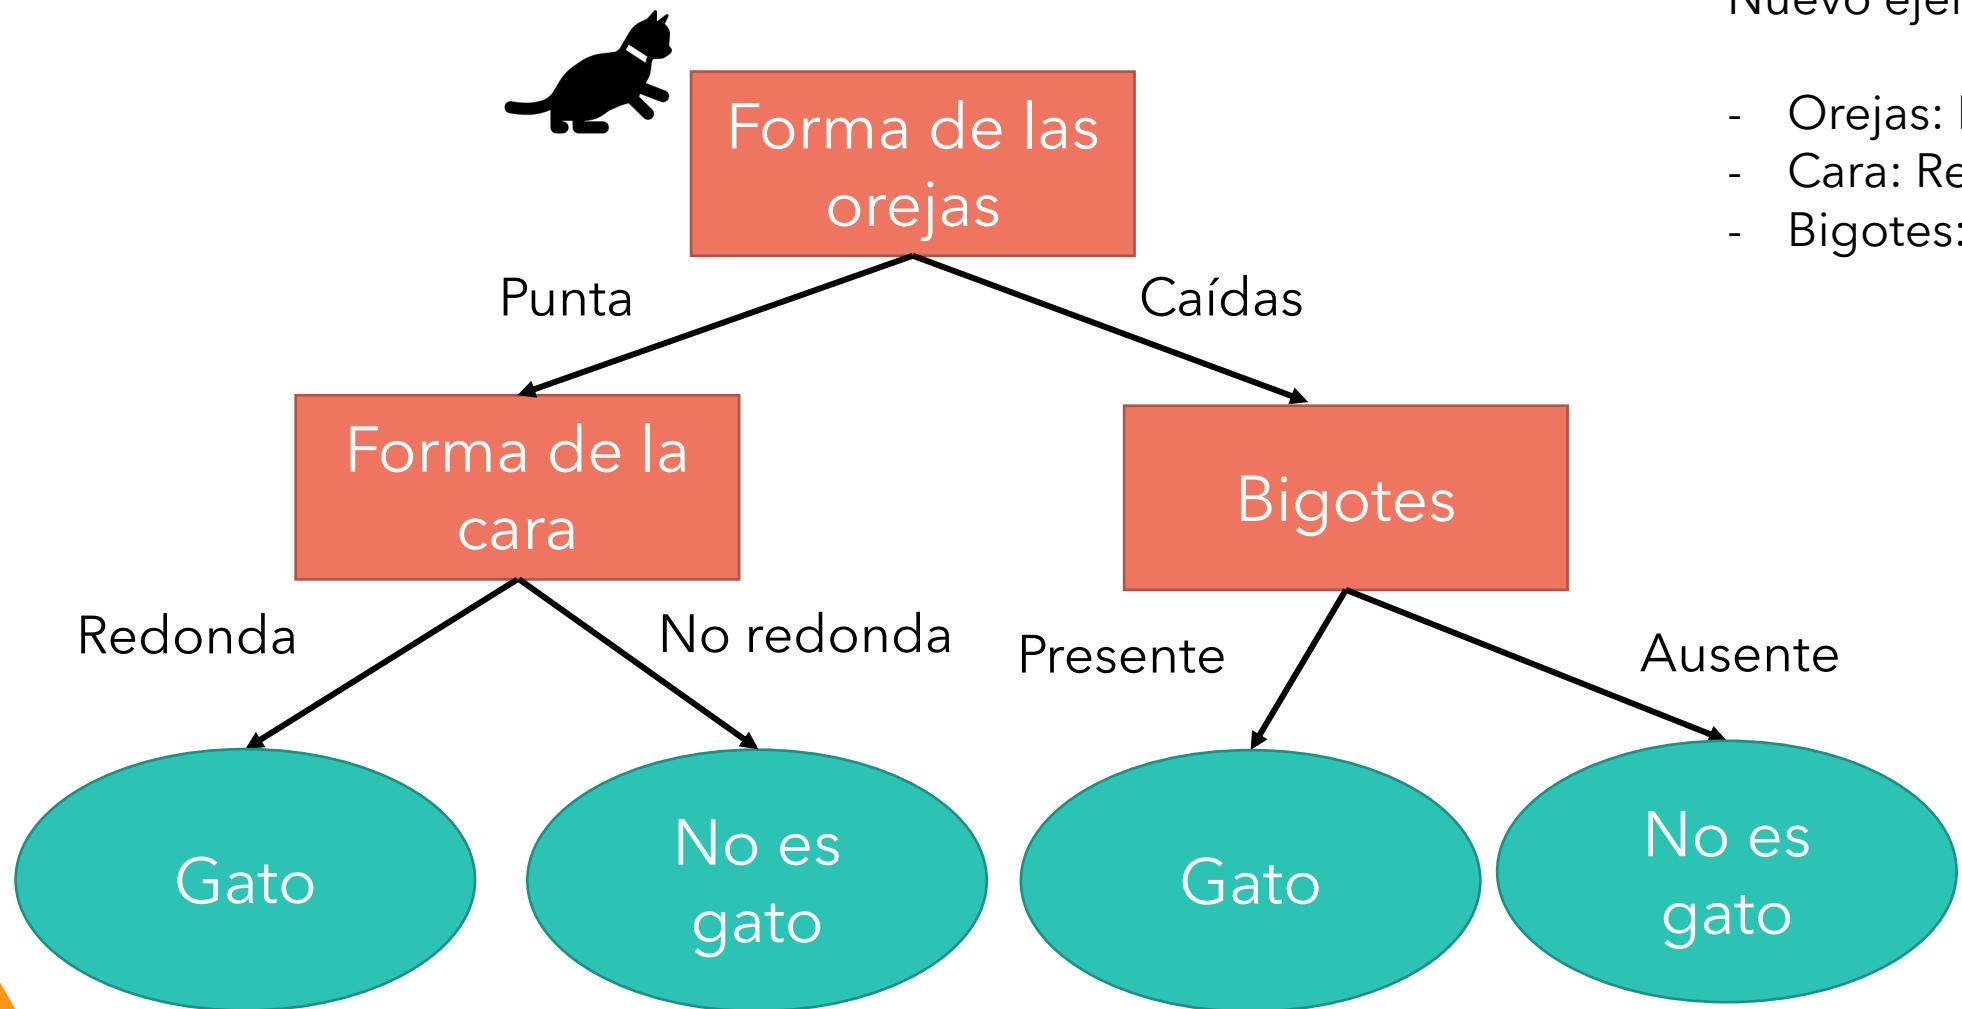 Nuevo
- Orejas:
- Cara:
- Bigotes:
Forma de las
orejas
Punta
Caídas
Forma de la
cara
Bigotes
Redonda
No redonda
Presente
Ausente
Gato
No es
gato
Gato
No es
gato